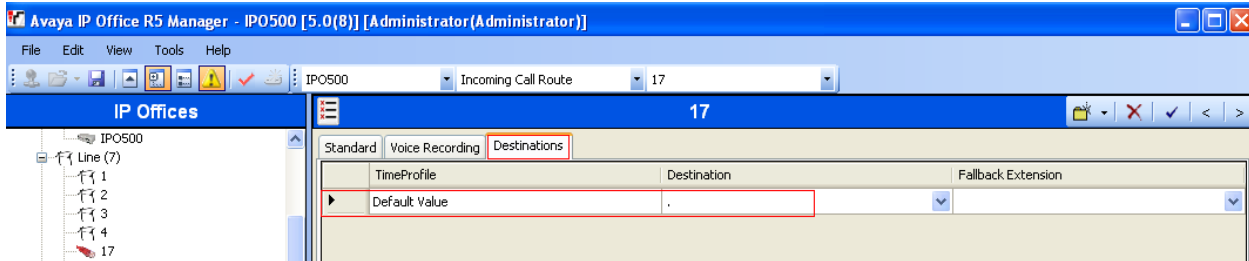 Avaya IP Office R5 Manager - IPO500 [5.0(8)] [Administrator(Administrator)]
File Edit View Tools Help
IPO500 Incoming Call Route 17
IP Offices
17
IPO500
Line (7)
1
2
3
4
17
Standard Voice Recording Destinations
TimeProfile Destination Fallback Extension
Default Value .